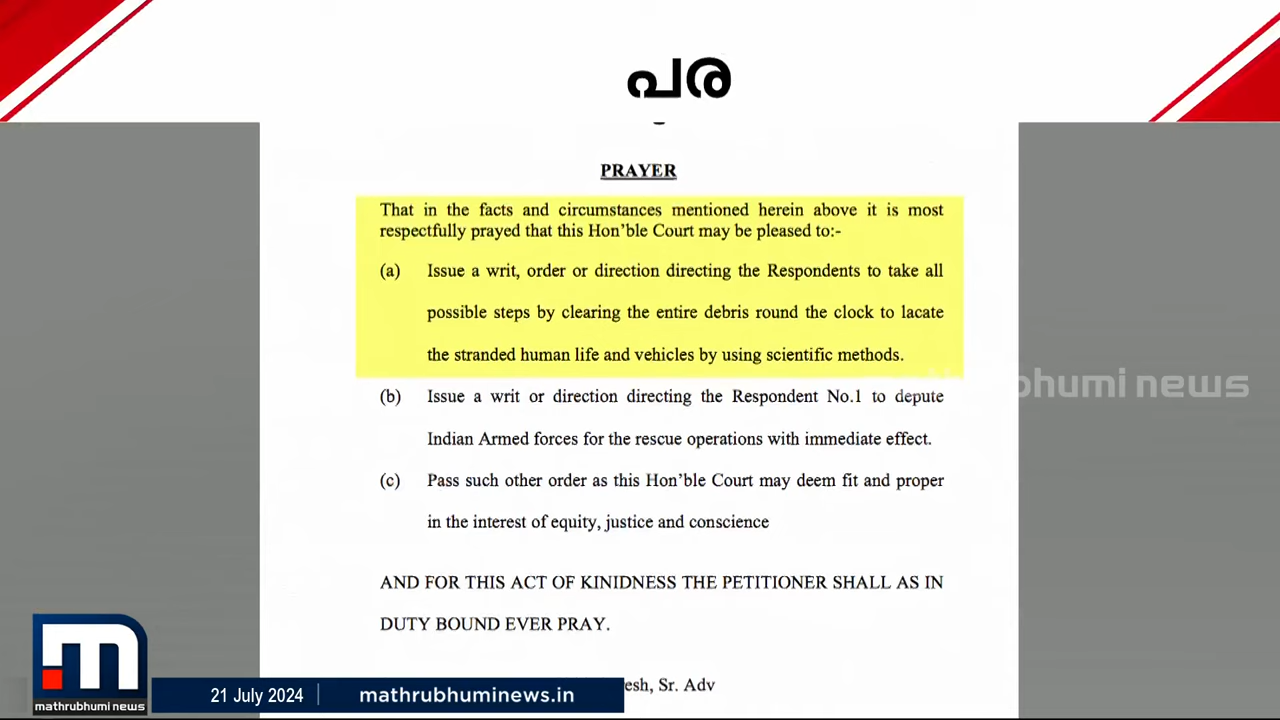 പര
PRAYER
That in the facts and circumstances mentioned herein above it is most
respectfully prayed that this Hon’ble Court may be pleased to:-
(a) Issue a writ, order or direction directing the Respondents to take all
possible steps by clearing the entire debris round the clock to lacate
the stranded human life and vehicles by using scientific methods.
(b) Issue a writ or direction directing the Respondent No.1 to depute
Indian Armed forces for the rescue operations with immediate effect.
(c) Pass such other order as this Hon’ble Court may deem fit and proper
in the interest of equity, justice and conscience
AND FOR THIS ACT OF KINIDNESS THE PETITIONER SHALL AS IN
DUTY BOUND EVER PRAY.
esh, Sr. Adv
bhumi news
mathrubhumi news
21 July 2024
mathrubhuminews.in